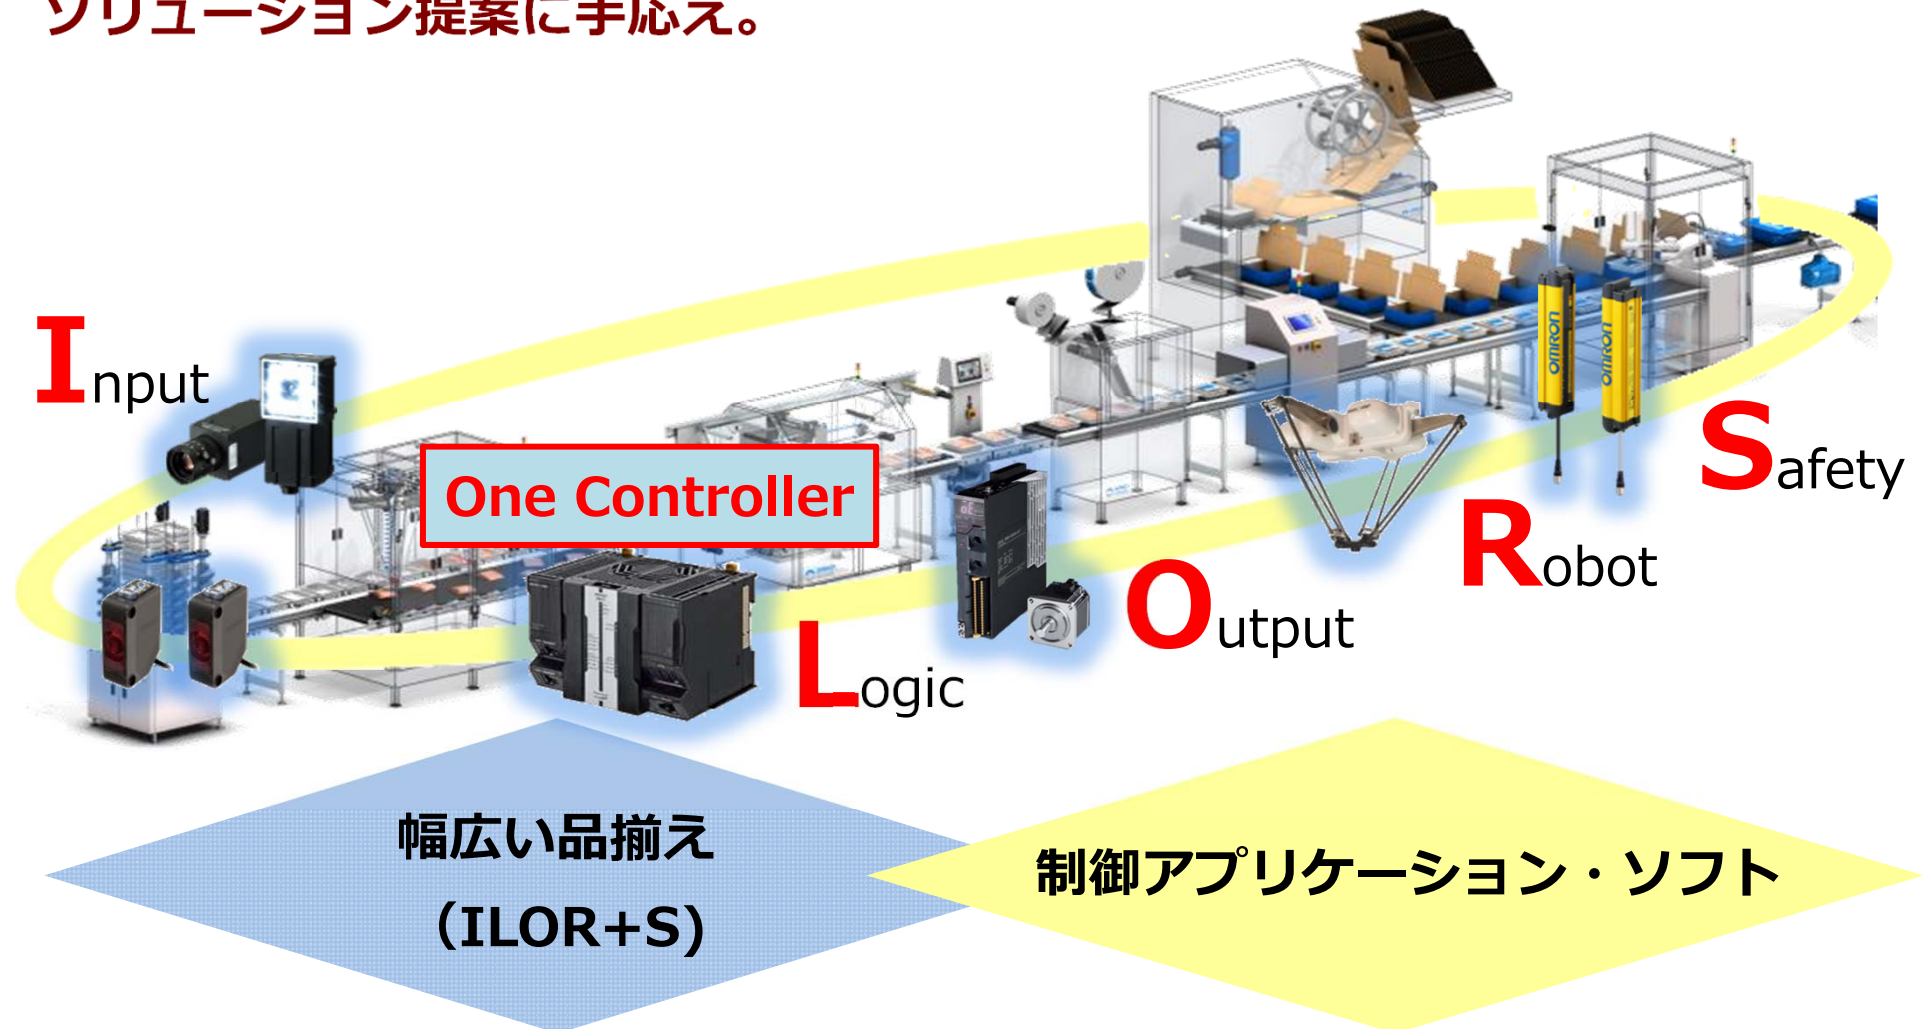 ソリューション提案に手応え。
Input
One Controller
Logic
Output
Robot
Safety
OMRON
OMRON
幅広い品揃え
（ILOR+S)
制御アプリケーション・ソフト